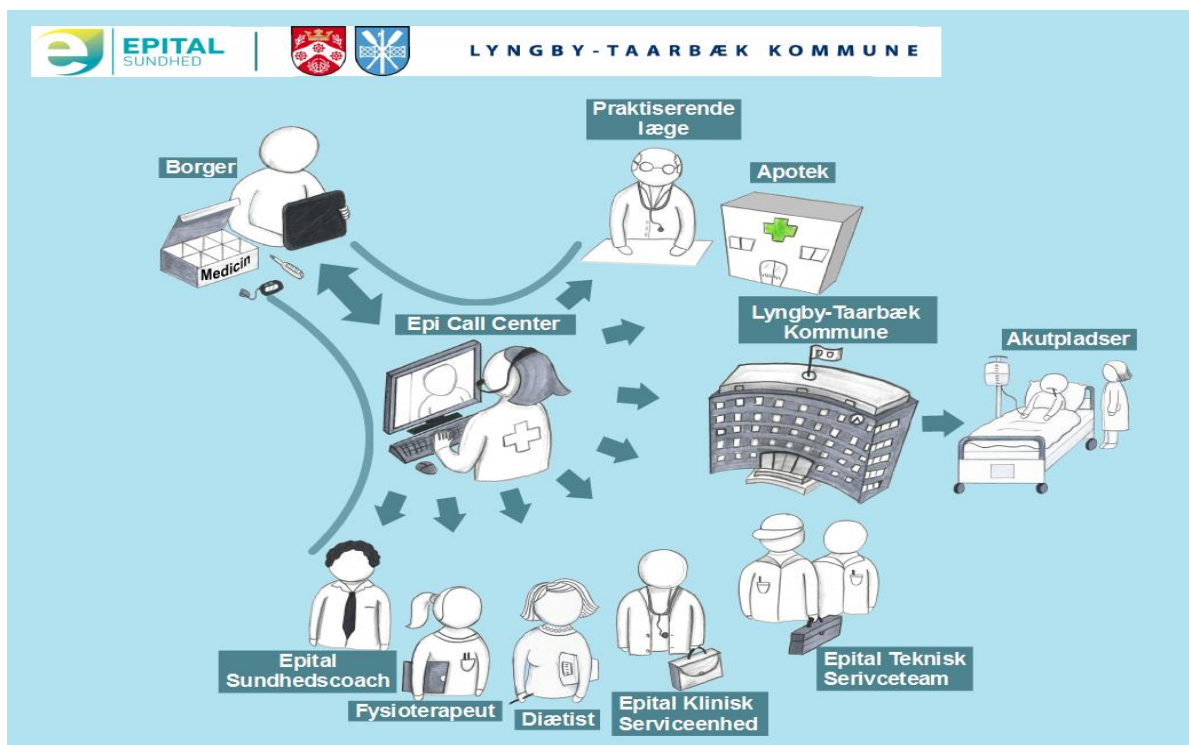 EPITAL
SUNDHED
LYNGBY-TAARBÆK KOMMUNE
Praktiserende
læge
Borger
Apotek
Medicin
Epi Call Center
Lyngby-Taarbæk
Kommune
Akutpladser
Epital
Sundhedscoach
Fysioterapeut
Diætist
Epital Klinisk
Serviceenhed
Epital Teknisk
Serivceteam